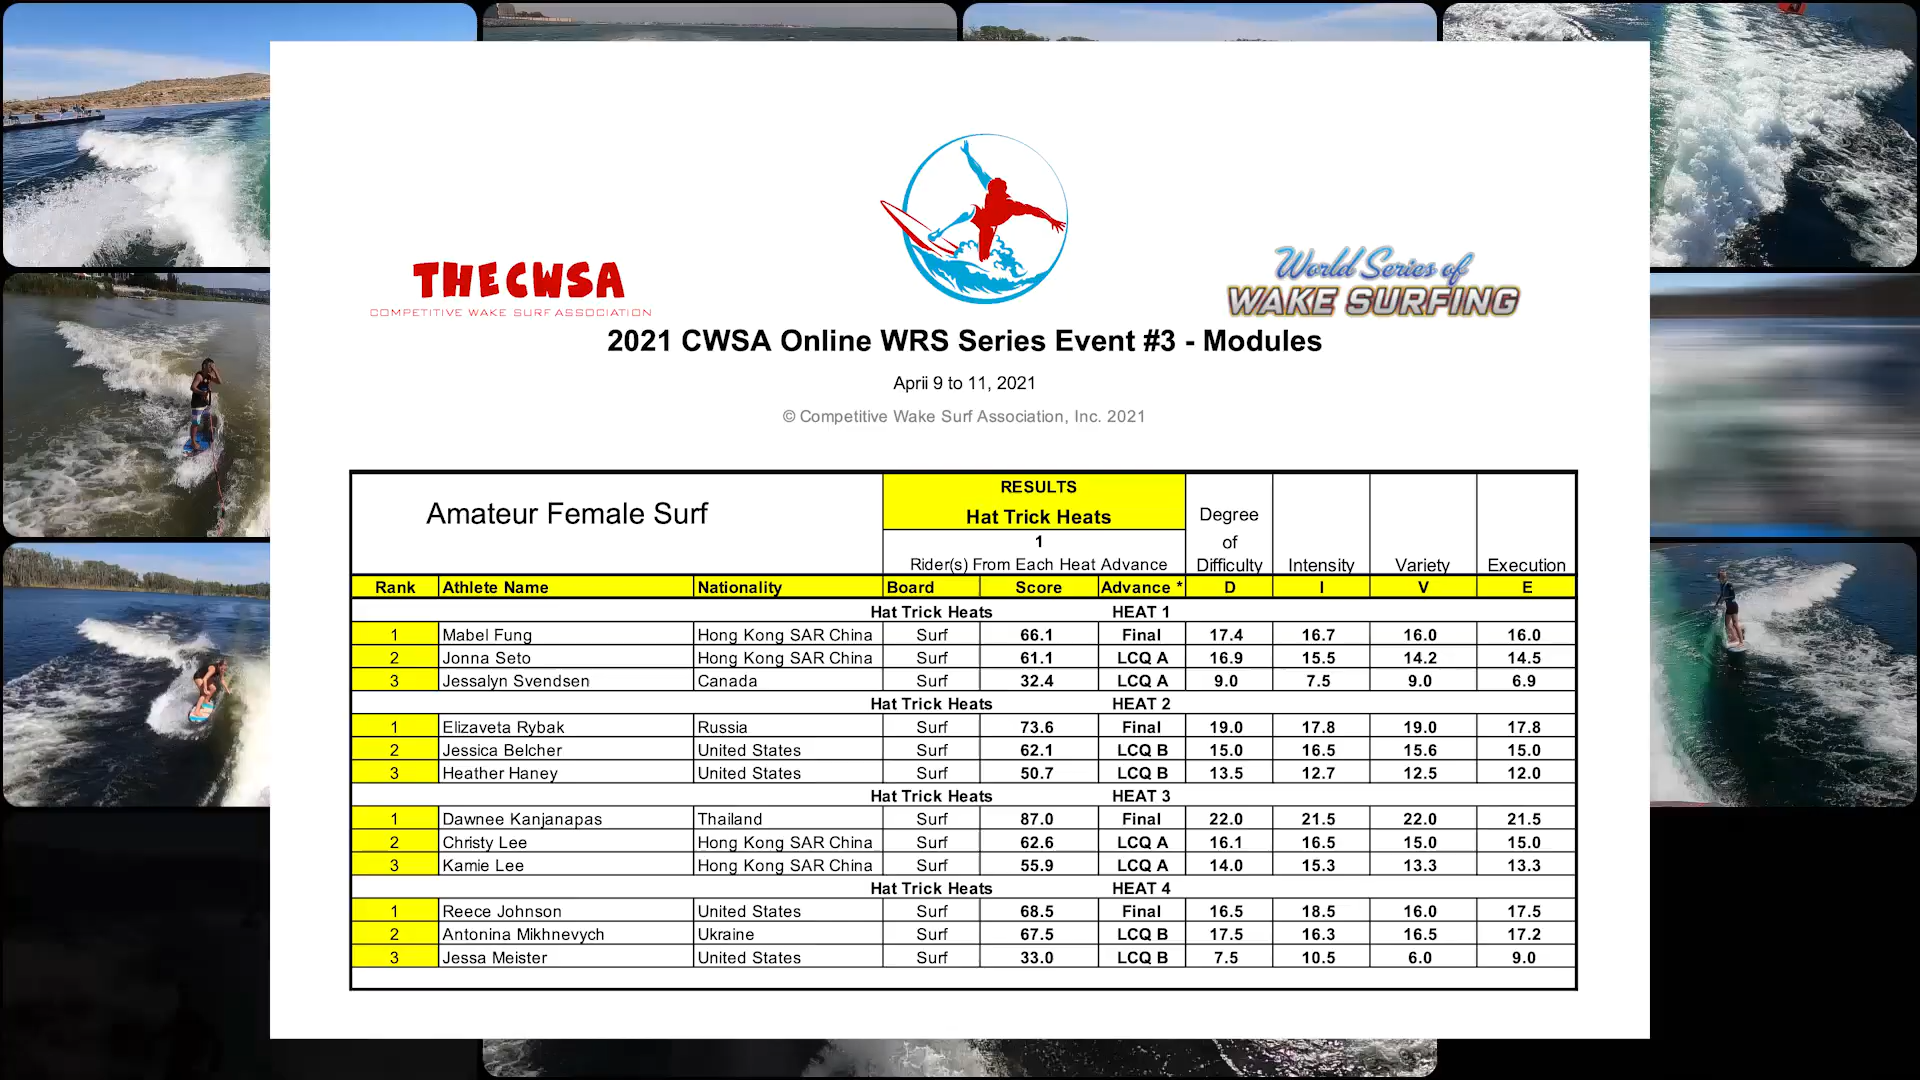 THECWSA
COMPETITIVE WAKE SURF ASSOCIATION
World Series of
WAKE SURFING
2021 CWSA Online WRS Series Event #3 - Modules
Aprii 9 to 11, 2021
© Competitive Wake Surf Association, Inc. 2021
Amateur Female Surf
RESULTS
Hat Trick Heats
1
Rider(s) From Each Heat Advance
Degree
of
Difficulty Intensity Variety Execution
Rank Athlete Name Nationality Board Score Advance * D I V E
Hat Trick Heats HEAT 1
1 Mabel Fung Hong Kong SAR China Surf 66.1 Final 17.4 16.7 16.0 16.0
2 Jonna Seto Hong Kong SAR China Surf 61.1 LCQ A 16.9 15.5 14.2 14.5
3 Jessalyn Svendsen Canada Surf 32.4 LCQ A 9.0 7.5 9.0 6.9
Hat Trick Heats HEAT 2
1 Elizaveta Rybak Russia Surf 73.6 Final 19.0 17.8 19.0 17.8
2 Jessica Belcher United States Surf 62.1 LCQ B 15.0 16.5 15.6 15.0
3 Heather Haney United States Surf 50.7 LCQ B 13.5 12.7 12.5 12.0
Hat Trick Heats HEAT 3
1 Dawnee Kanjanapas Thailand Surf 87.0 Final 22.0 21.5 22.0 21.5
2 Christy Lee Hong Kong SAR China Surf 62.6 LCQ A 16.1 16.5 15.0 15.0
3 Kamie Lee Hong Kong SAR China Surf 55.9 LCQ A 14.0 15.3 13.3 13.3
Hat Trick Heats HEAT 4
1 Reece Johnson United States Surf 68.5 Final 16.5 18.5 16.0 17.5
2 Antonina Mikhnevych Ukraine Surf 67.5 LCQ B 17.5 16.3 16.5 17.2
3 Jessa Meister United States Surf 33.0 LCQ B 7.5 10.5 6.0 9.0